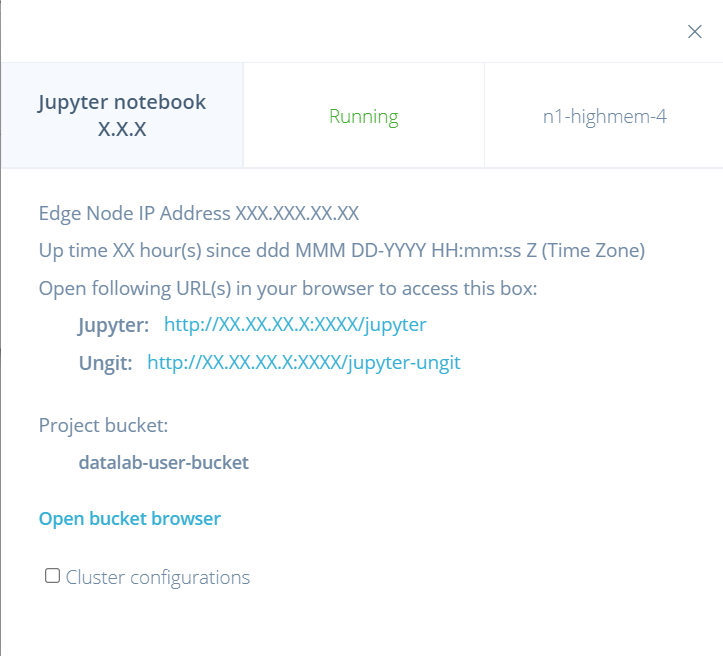 Jupyter notebook
X.X.X
Running
n1-highmem-4
Edge Node IP Address XXX.XXX.XX.XX
Up time XX hour(s) since ddd MMM DD-YYYY HH:mm:ss Z (Time Zone)
Open following URL(s) in your browser to access this box:
Jupyter: http://XX.XX.XX.X:XXXX/jupyter
Ungit: http://XX.XX.XX.X:XXXX/jupyter-ungit
Project bucket:
datalab-user-bucket
Open bucket browser
Cluster configurations